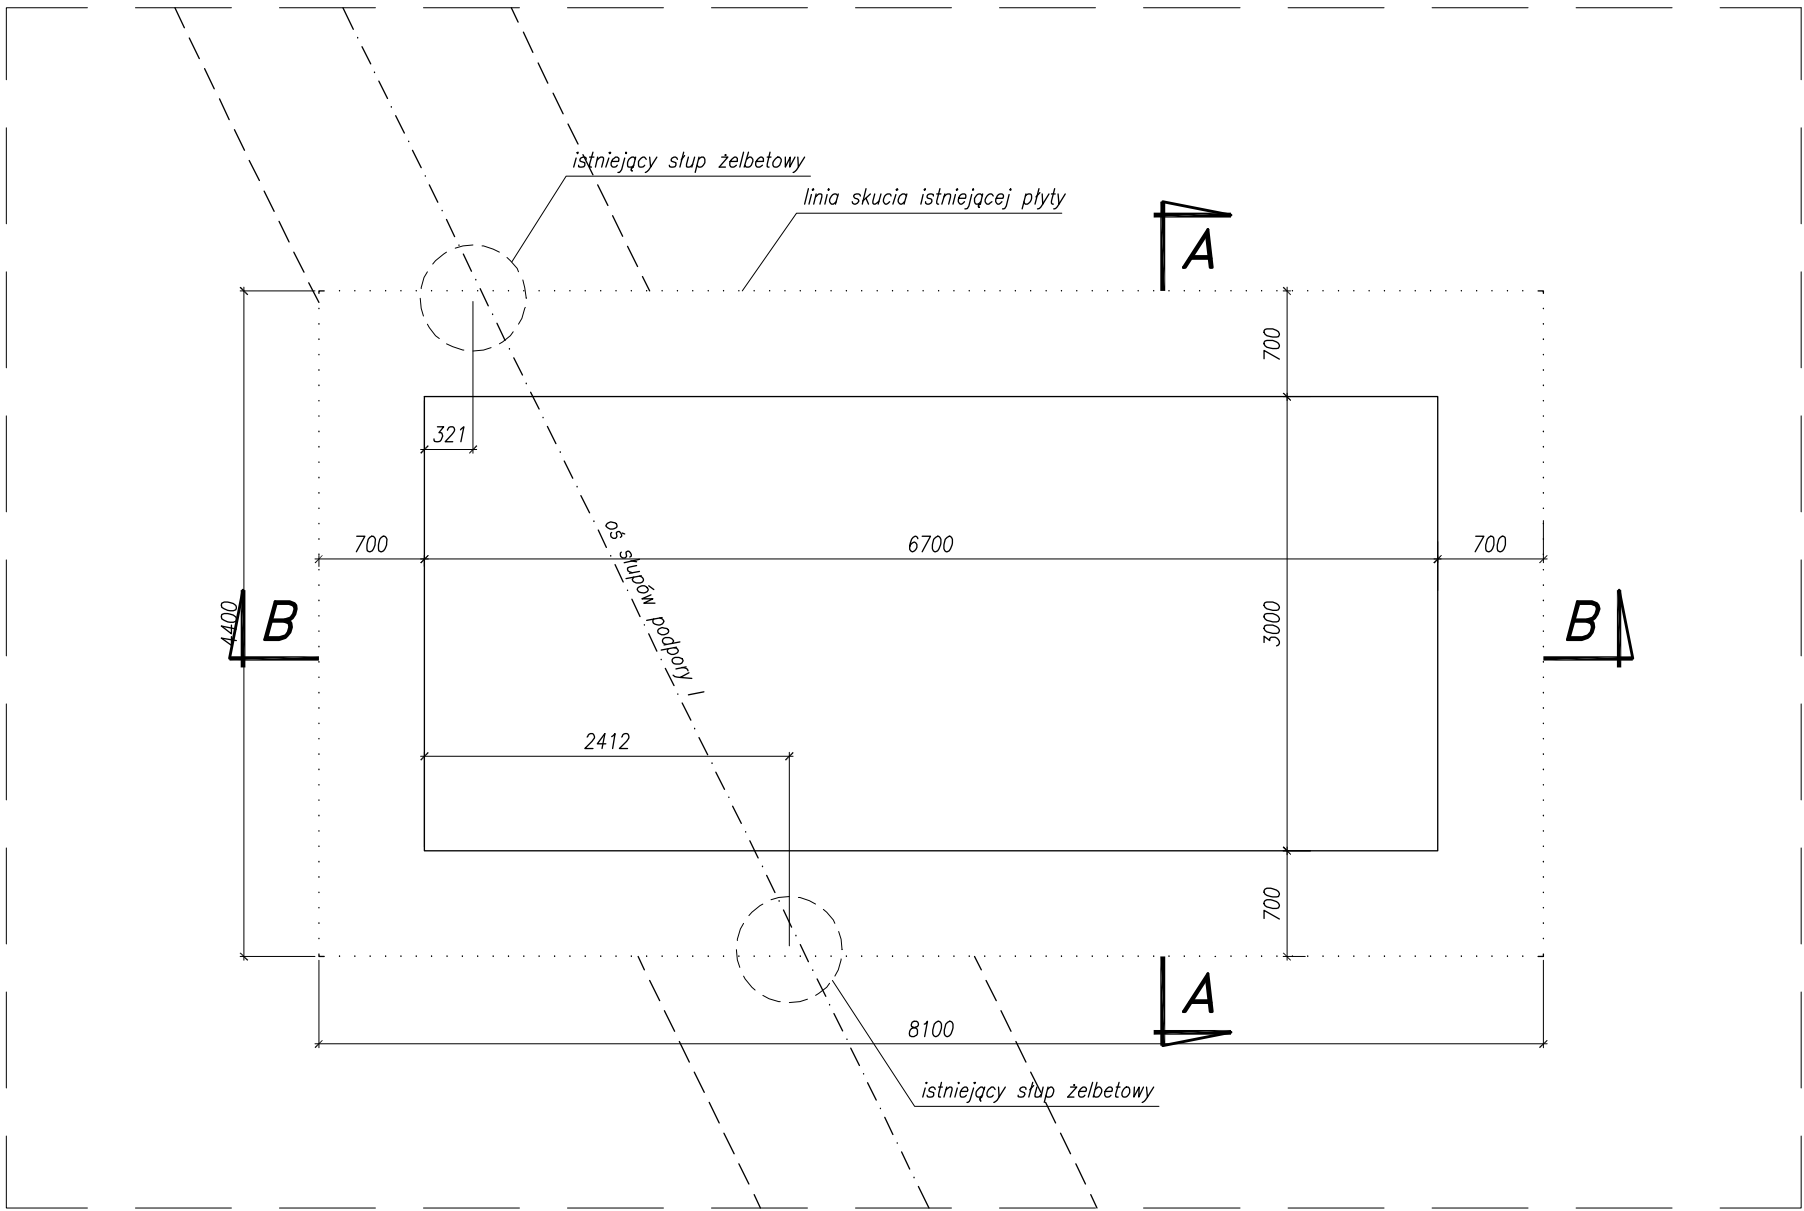 istniejący słup żelbetowy
linia skucia istniejącej płyty
A
700
321
700
6700
700
oś słupów podpory I
4400
B
3000
B
2412
700
A
8100
istniejący słup żelbetowy